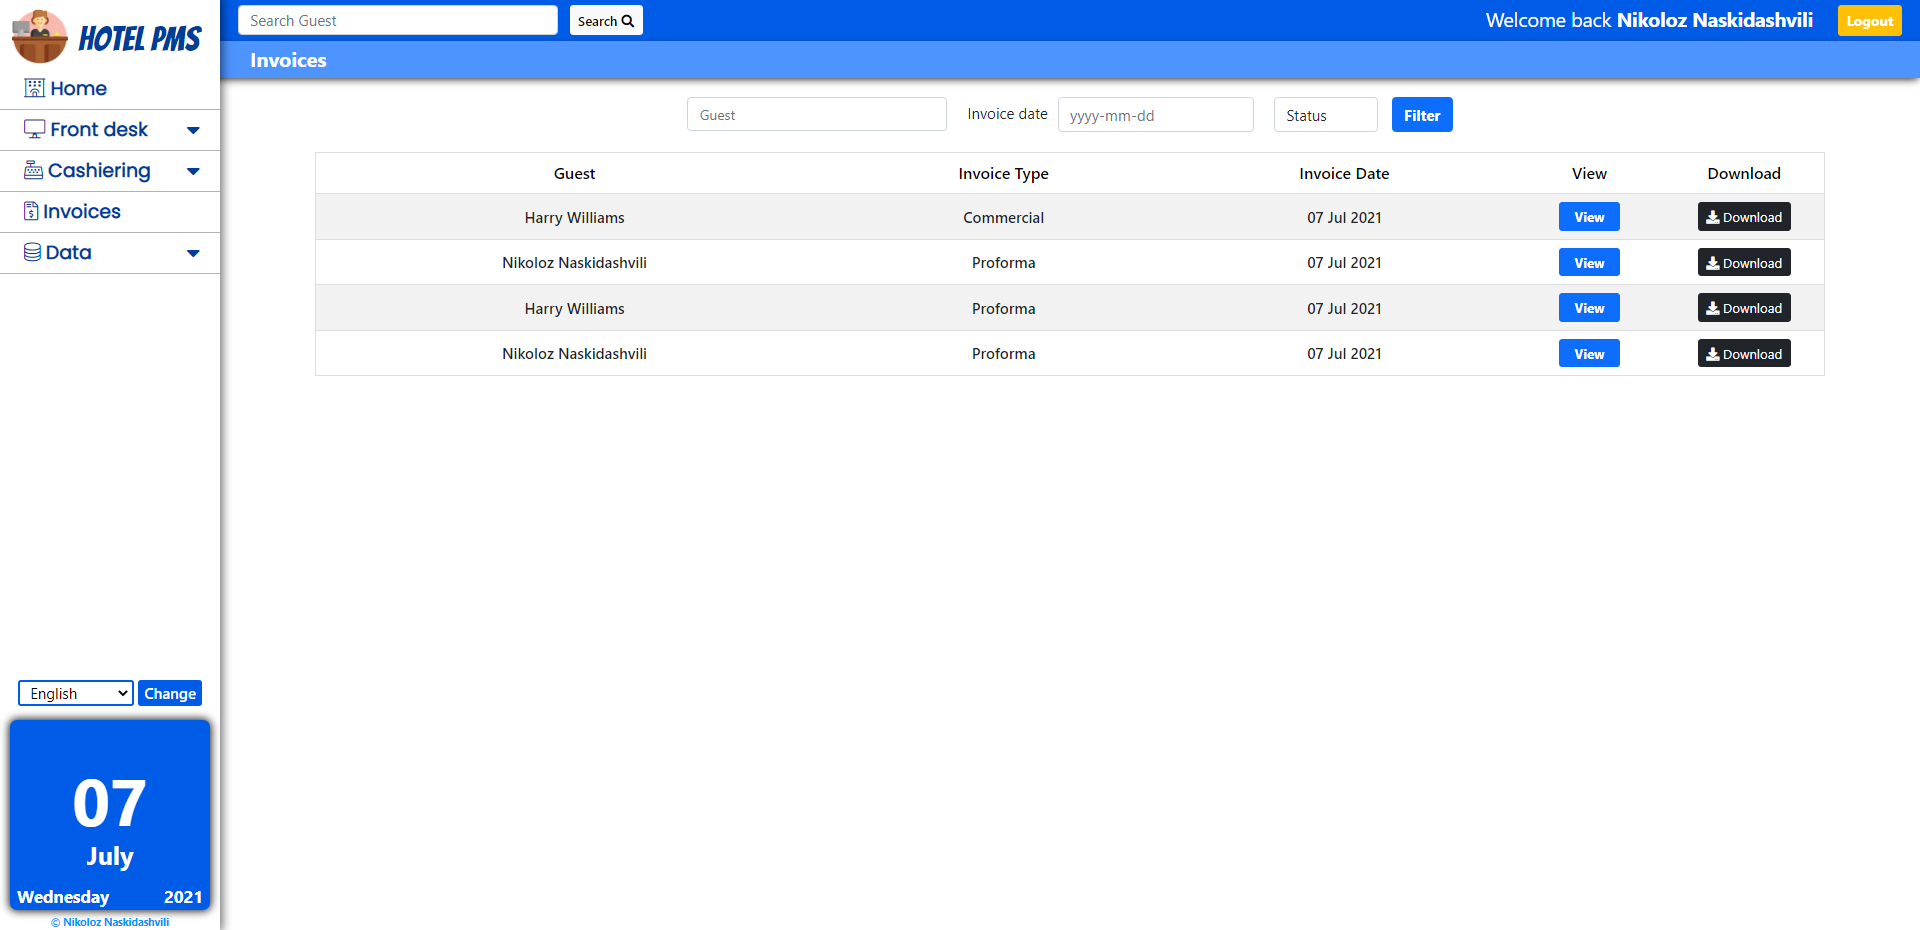 HOTEL PMS
Home
Front desk
Cashiering
Invoices
Data
English
Change
07
July
Wednesday 2021
© Nikoloz Naskidashvili
Search Guest Search Welcome back Nikoloz Naskidashvili Logout
Invoices
Guest Invoice date yyyy-mm-dd Status Filter
Guest Invoice Type Invoice Date View Download
Harry Williams Commercial 07 Jul 2021 View Download
Nikoloz Naskidashvili Proforma 07 Jul 2021 View Download
Harry Williams Proforma 07 Jul 2021 View Download
Nikoloz Naskidashvili Proforma 07 Jul 2021 View Download